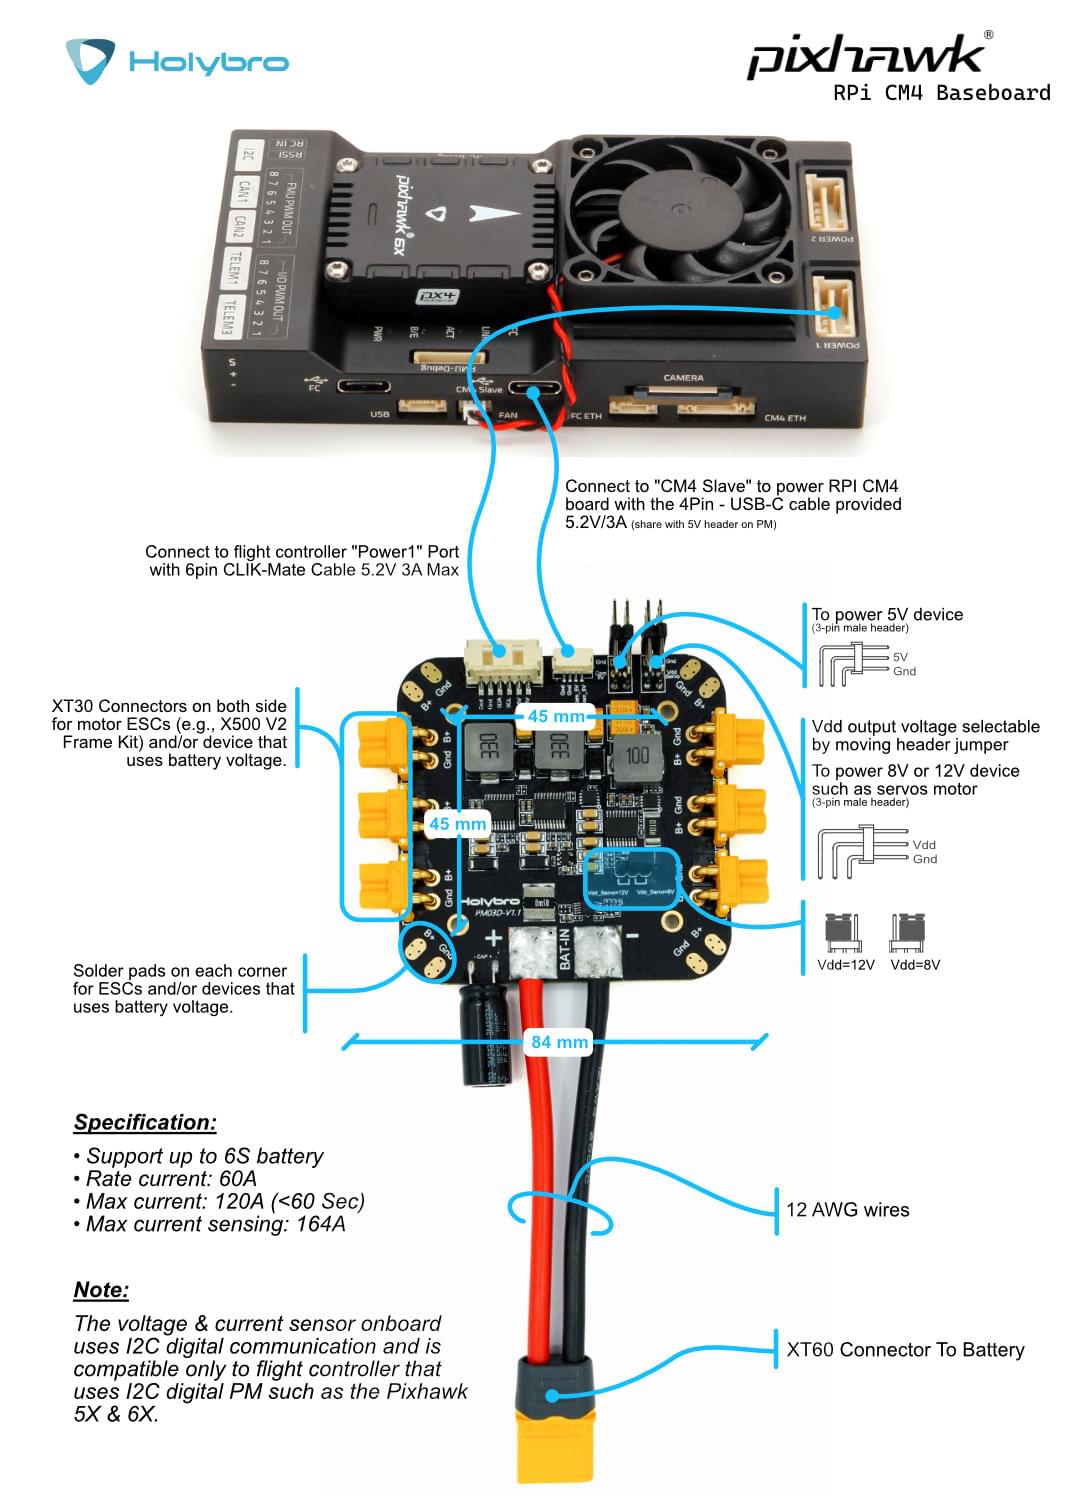 Holybro
pixhawk®
RPi CM4 Baseboard
I2C
CAN1
CAN2
TELEM1
TELEM3
RC IN
RSSI
FMU PWM OUT
8 7 6 5 4 3 2 1
I/O PWM OUT
8 7 6 5 4 3 2 1
S + -
pixhawk® 6X
px4
POWER 2
POWER 1
PWR
B/E
ACT
FMU-Debug
FC
CM4 Slave
USB
FAN
FC ETH
CAMERA
CM4 ETH
Connect to "CM4 Slave" to power RPI CM4
board with the 4Pin - USB-C cable provided
5.2V/3A (share with 5V header on PM)
Connect to flight controller "Power1" Port
with 6pin CLIK-Mate Cable 5.2V 3A Max
To power 5V device
(3-pin male header)
5V
Gnd
XT30 Connectors on both side
for motor ESCs (e.g., X500 V2
Frame Kit) and/or device that
uses battery voltage.
Vdd output voltage selectable
by moving header jumper
To power 8V or 12V device
such as servos motor
(3-pin male header)
Vdd
Gnd
Vdd=12V
Vdd=8V
45 mm
45 mm
330
330
100
B+
Gnd
Vdd_Servo=12V
Vdd_Servo=8V
Holybro
PM03D-V1.1
0m50
+
BAT-IN
-
- CAP +
Solder pads on each corner
for ESCs and/or devices that
uses battery voltage.
84 mm
Specification:
• Support up to 6S battery
• Rate current: 60A
• Max current: 120A (<60 Sec)
• Max current sensing: 164A
12 AWG wires
Note:
The voltage & current sensor onboard
uses I2C digital communication and is
compatible only to flight controller that
uses I2C digital PM such as the Pixhawk
5X & 6X.
XT60 Connector To Battery